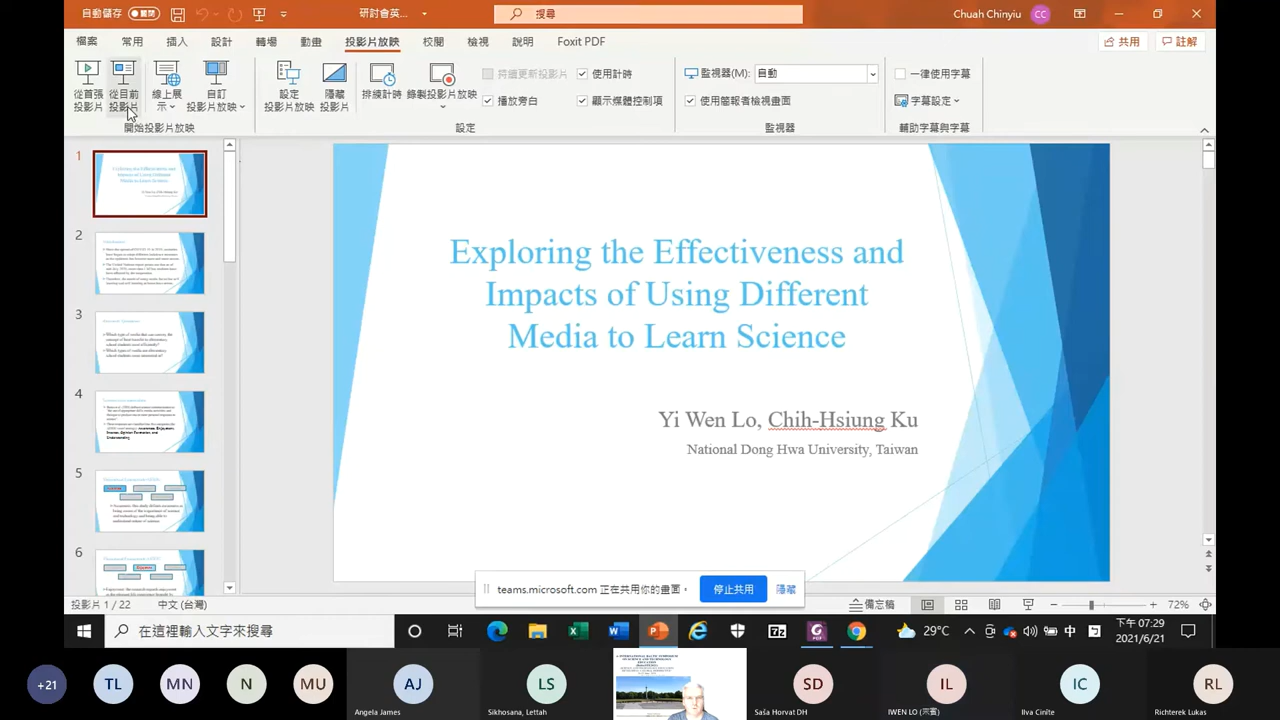 自動儲存 關閉
研討會英...
搜尋
Chuah Chinyiu
CC
檔案 常用 插入 設計 轉場 動畫 投影片放映 校閱 檢視 說明 Foxit PDF
共用
註解
從首張投影片
從目前投影片
線上展示
自訂投影片放映
設定投影片放映
隱藏投影片
排練計時
錄製投影片放映
持續更新投影片
使用計時
播放旁白
顯示媒體控制項
監視器(M):
自動
使用簡報者檢視畫面
一律使用字幕
字幕設定
開始投影片放映
設定
監視器
輔助字幕與字幕
1
2
3
4
5
6
Exploring the Effectiveness and
Impacts of Using Different
Media to Learn Science
Yi Wen Lo, Chih-Hsiung Ku
National Dong Hwa University, Taiwan
teams.microsoft.com 正在共用你的畫面。
停止共用
隱藏
投影片 1 / 22
中文 (台灣)
備忘稿
72%
在這裡輸入文字來搜尋
29°C
中
下午 07:29
2021/6/21
+21
TL
MN
N
MU
AJ
Angela James
LS
Sikhosana, Lettah
SD
Saša Horvat DH
IL
IWEN LO (來賓)
IC
Ilva Cinite
RL
Richterek Lukas